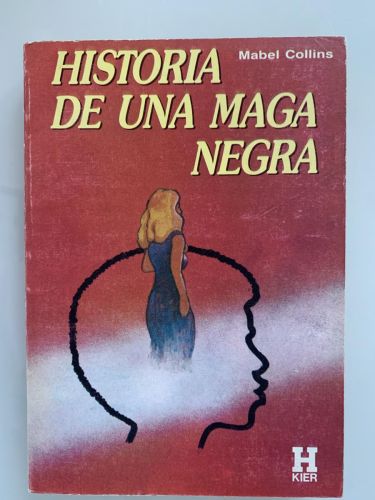 Mabel Collins
HISTORIA
DE UNA MAGA
NEGRA
H
KIER